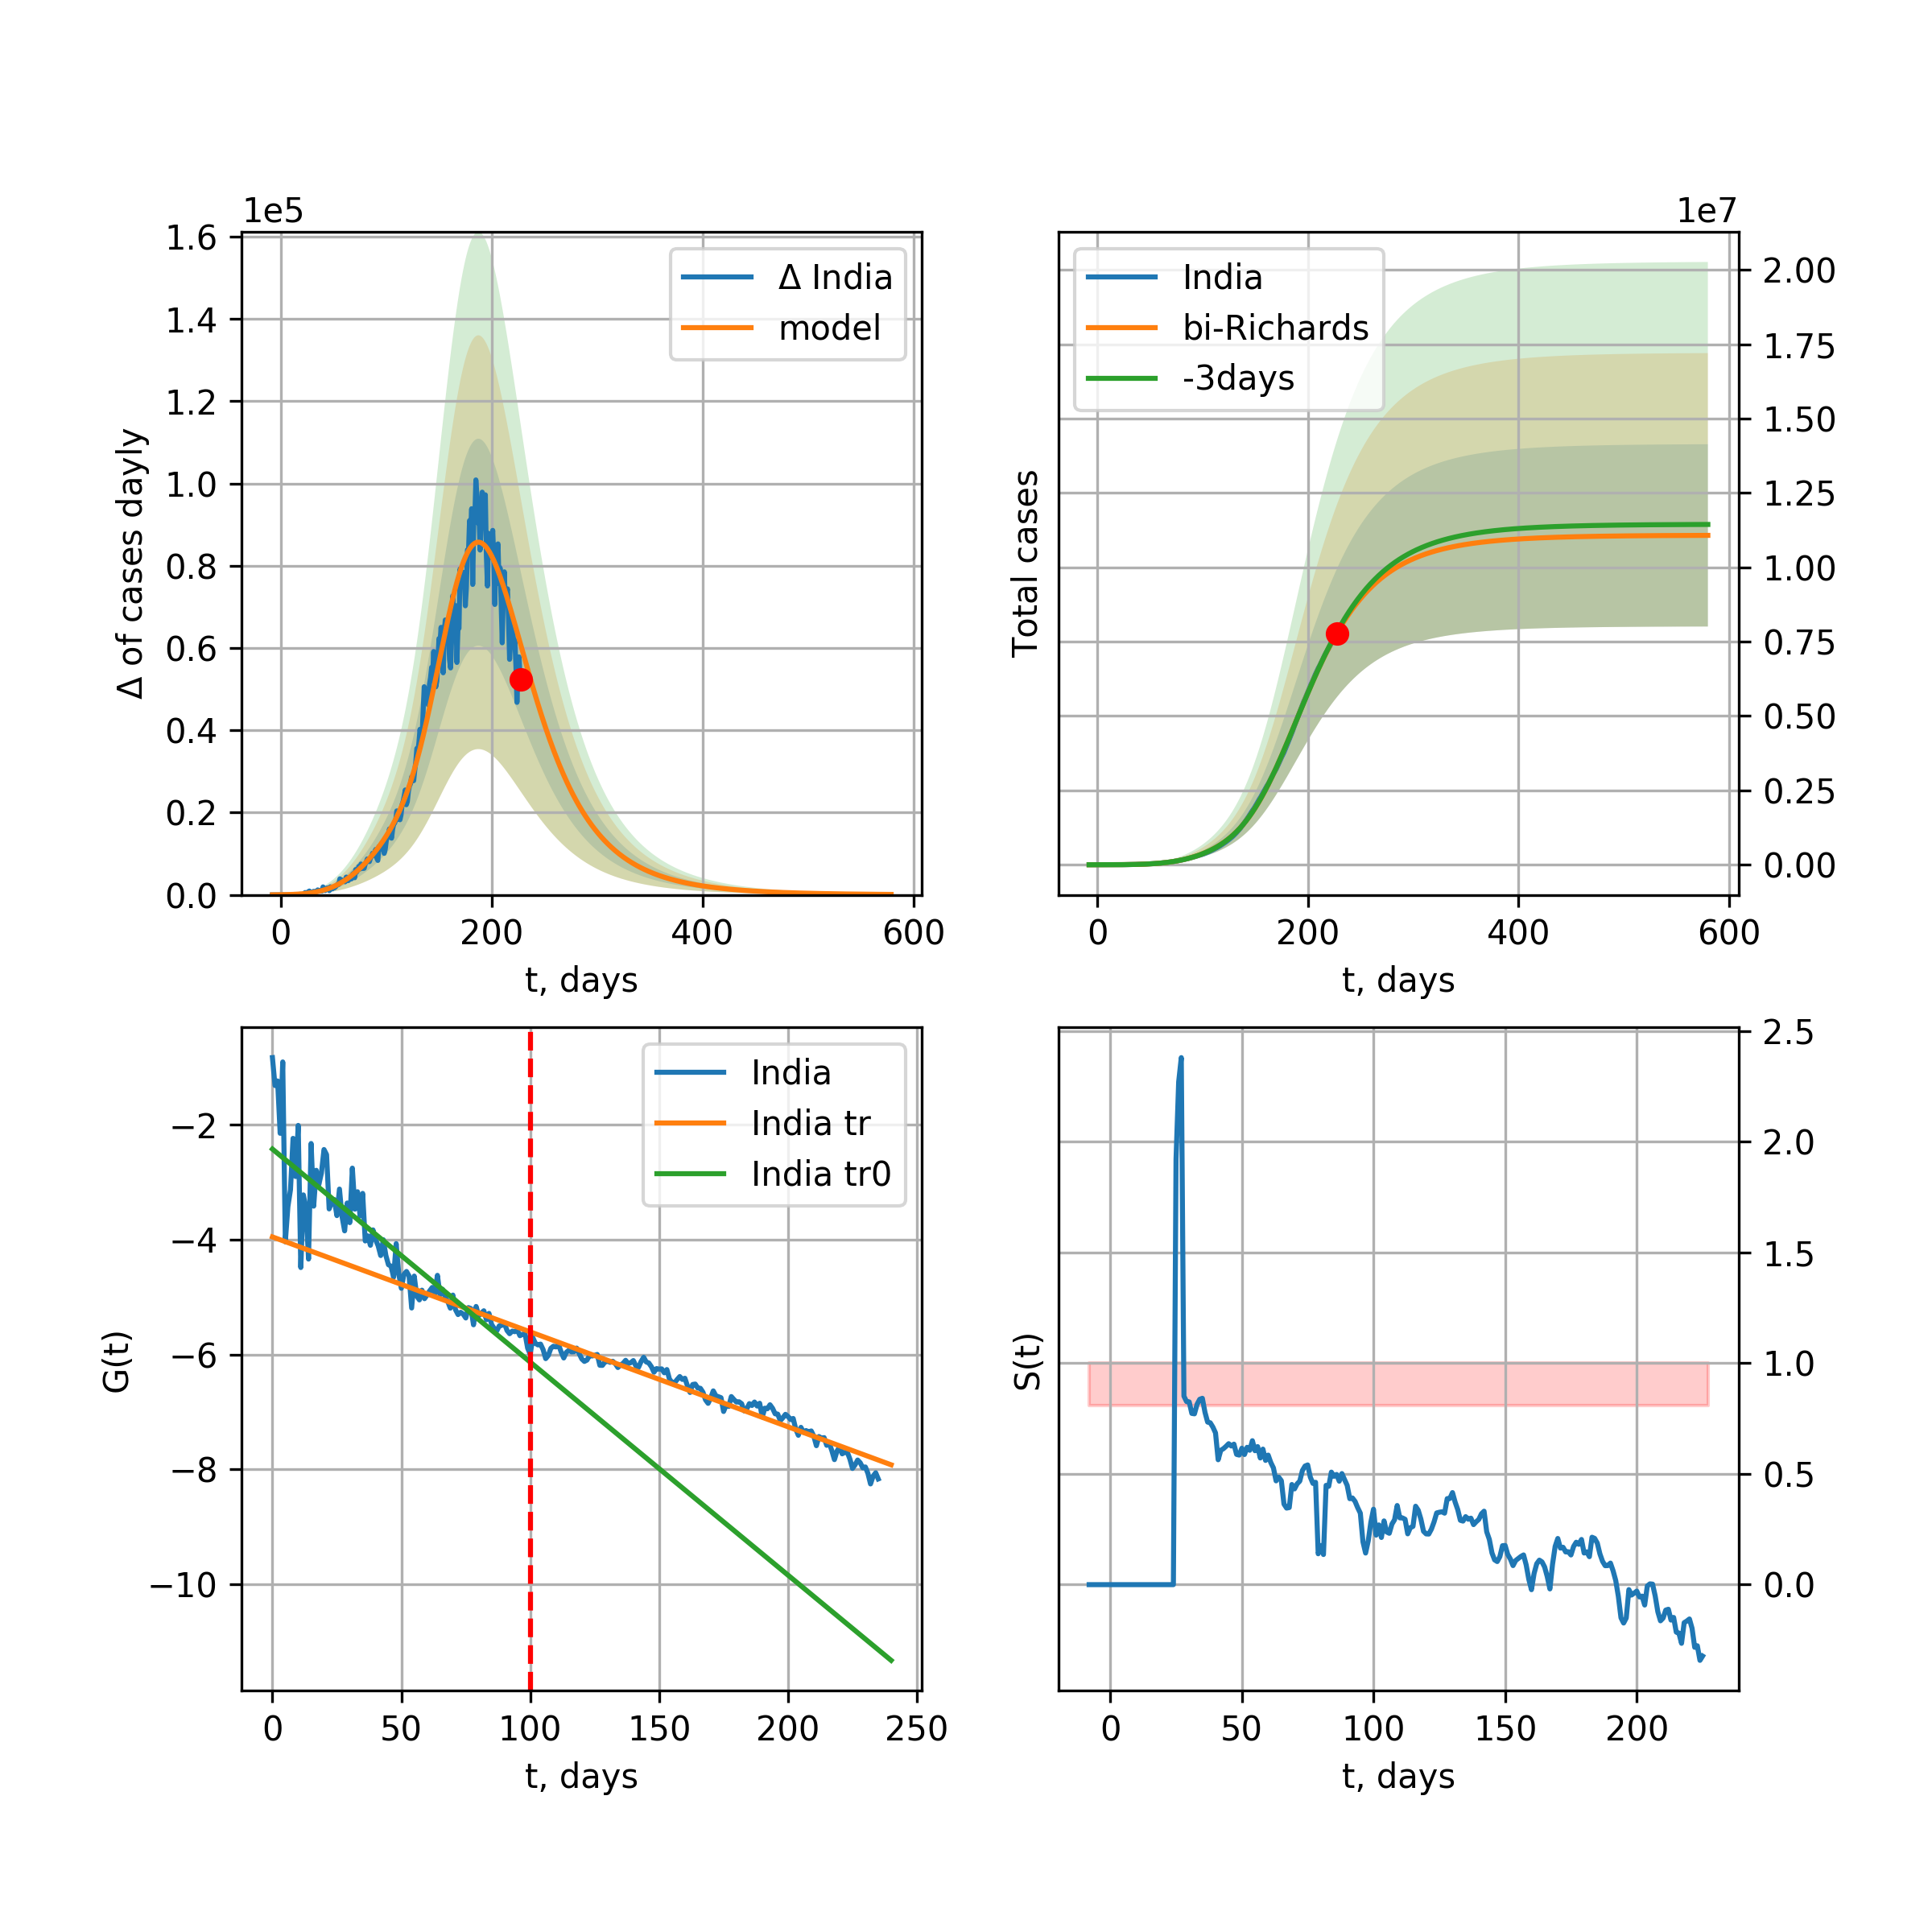 1e5
Δ of cases dayly
1.6
1.4
1.2
1.0
0.8
0.6
0.4
0.2
0.0
Δ India
model
0 200 400 600
t, days
1e7
Total cases
India
bi-Richards
-3days
2.00
1.75
1.50
1.25
1.00
0.75
0.50
0.25
0.00
0 200 400 600
t, days
G(t)
−2
−4
−6
−8
−10
India
India tr
India tr0
0 50 100 150 200 250
t, days
S(t)
2.5
2.0
1.5
1.0
0.5
0.0
0 50 100 150 200
t, days